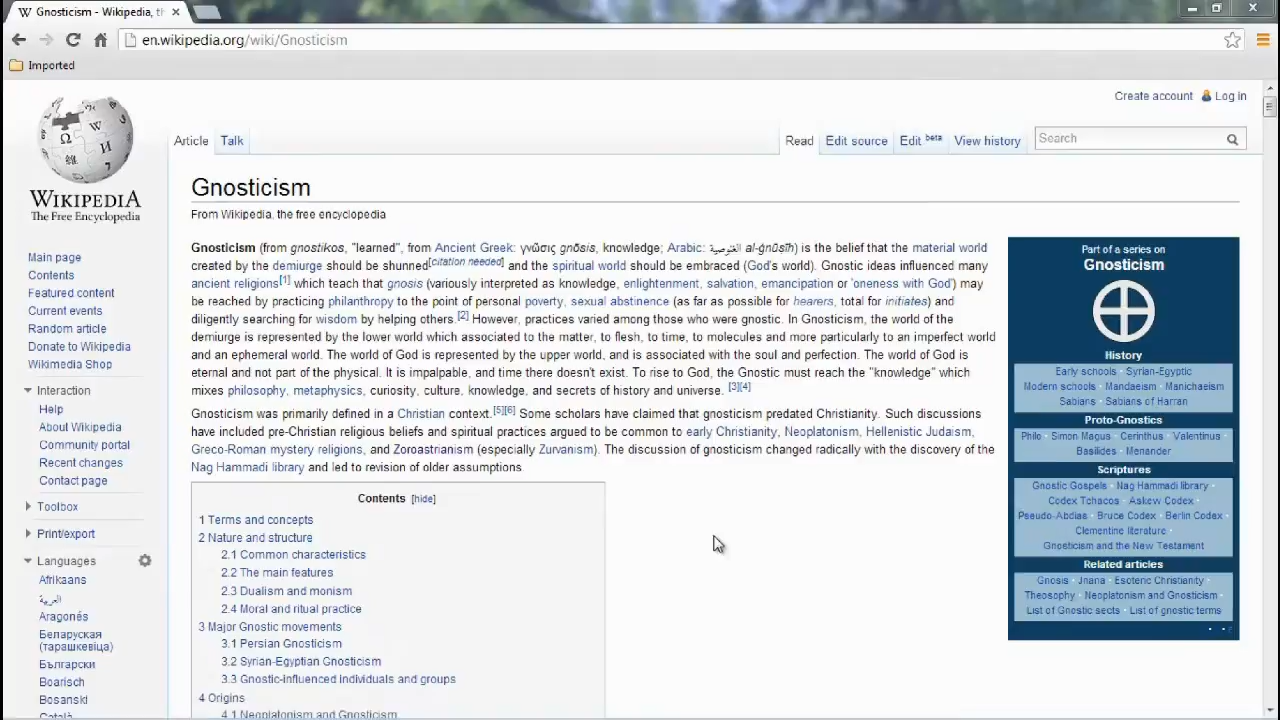 Gnosticism - Wikipedia, th
en.wikipedia.org/wiki/Gnosticism
Imported
Create account Log in
Article Talk Read Edit source Edit beta View history Search
WIKIPEDIA
The Free Encyclopedia
Main page
Contents
Featured content
Current events
Random article
Donate to Wikipedia
Wikimedia Shop
Interaction
Help
About Wikipedia
Community portal
Recent changes
Contact page
Toolbox
Print/export
Languages
Afrikaans
العربية
Aragonés
Беларуская
(тарашкевіца)
Български
Boarisch
Bosanski
Català
Gnosticism
From Wikipedia, the free encyclopedia
Gnosticism (from gnostikos, "learned", from Ancient Greek: γνῶσις gnōsis, knowledge; Arabic: الغنوصية al-ġnūsīh) is the belief that the material world
created by the demiurge should be shunned[citation needed] and the spiritual world should be embraced (God's world). Gnostic ideas influenced many
ancient religions[1] which teach that gnosis (variously interpreted as knowledge, enlightenment, salvation, emancipation or 'oneness with God') may
be reached by practicing philanthropy to the point of personal poverty, sexual abstinence (as far as possible for hearers, total for initiates) and
diligently searching for wisdom by helping others.[2] However, practices varied among those who were gnostic. In Gnosticism, the world of the
demiurge is represented by the lower world which associated to the matter, to flesh, to time, to molecules and more particularly to an imperfect world
and an ephemeral world. The world of God is represented by the upper world, and is associated with the soul and perfection. The world of God is
eternal and not part of the physical. It is impalpable, and time there doesn't exist. To rise to God, the Gnostic must reach the "knowledge" which
mixes philosophy, metaphysics, curiosity, culture, knowledge, and secrets of history and universe. [3][4]
Gnosticism was primarily defined in a Christian context.[5][6] Some scholars have claimed that gnosticism predated Christianity. Such discussions
have included pre-Christian religious beliefs an spiritual practices argued to be common to early Christianity, Neoplatonism, Hellenistic Judaism,
Greco-Roman mystery religions, and Zoroastrianism (especially Zurvanism). The discussion of gnosticism changed radically with the discovery of the
Nag Hammadi library and led to revision of older assumptions.
Contents [hide]
1 Terms and concepts
2 Nature and structure
2.1 Common characteristics
2.2 The main features
2.3 Dualism and monism
2.4 Moral and ritual practice
3 Major Gnostic movements
3.1 Persian Gnosticism
3.2 Syrian-Egyptian Gnosticism
3.3 Gnostic-influenced individuals and groups
4 Origins
4.1 Neoplatonism and Gnosticism
Part of a series on
Gnosticism
History
Early schools · Syrian-Egyptic
Modern schools · Mandaeism · Manichaeism
Sabians · Sabians of Harran
Proto-Gnostics
Philo · Simon Magus · Cerinthus · Valentinus ·
Basilides · Menander
Scriptures
Gnostic Gospels · Nag Hammadi library ·
Codex Tchacos · Askew Codex ·
Pseudo-Abdias · Bruce Codex · Berlin Codex ·
Clementine literature ·
Gnosticism and the New Testament
Related articles
Gnosis · Jnana · Esoteric Christianity ·
Theosophy · Neoplatonism and Gnosticism ·
List of Gnostic sects · List of gnostic terms